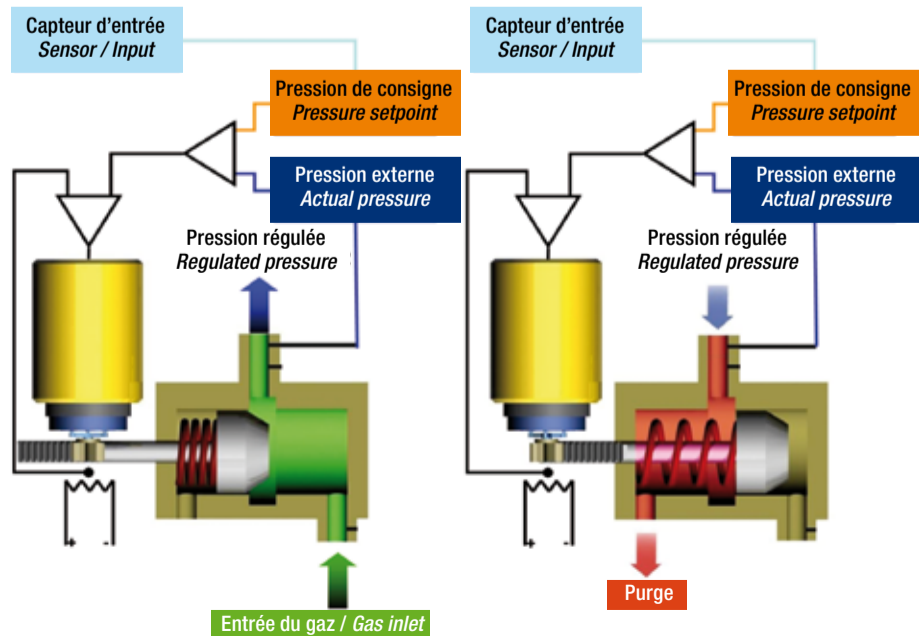 Capteur d'entrée
Sensor / Input
Pression de consigne
Pressure setpoint
Pression externe
Actual pressure
Pression régulée
Regulated pressure
+ -
Entrée du gaz / Gas inlet
Capteur d'entrée
Sensor / Input
Pression de consigne
Pressure setpoint
Pression externe
Actual pressure
Pression régulée
Regulated pressure
+ -
Purge